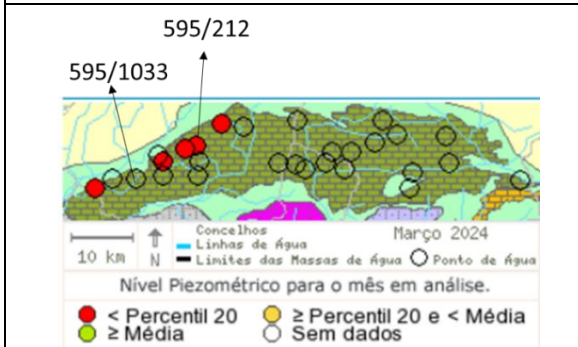 595/212
595/1033
Concelhos
Linhas de Água
Março 2024
10 km
N
Limites das Massas de Água
Ponto de Água
Nível Piezométrico para o mês em análise.
< Percentil 20
≥ Percentil 20 e < Média
≥ Média
Sem dados